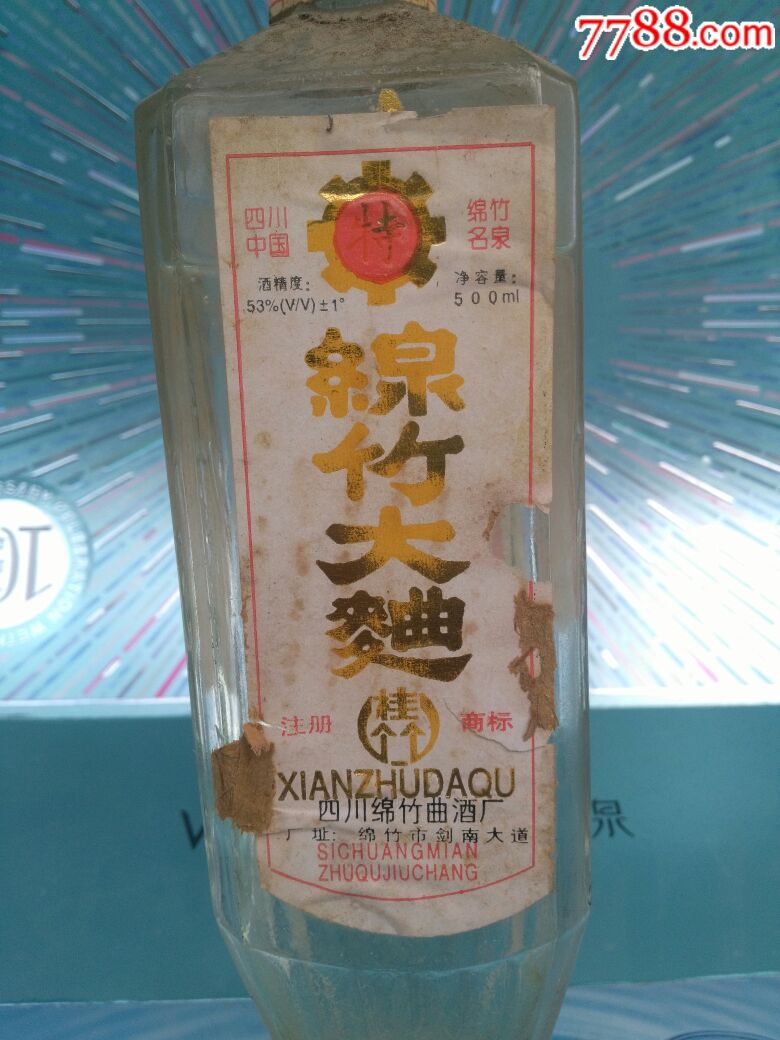 7788.com
四川 绵竹
中国 名泉
特
酒精度： 净容量：
53%(V/V)±1° 500ml
線
竹
大
麯
注册 商标
XIANZHUDAQU
四川绵竹曲酒厂
厂址：绵竹市剑南大道
SICHUANGMIAN
ZHUQUJIUCHANG
泉